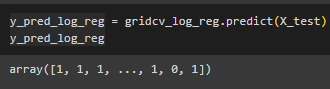 y_pred_log_reg = gridcv_log_reg.predict(X_test)
y_pred_log_reg
array([1, 1, 1, ..., 1, 0, 1])